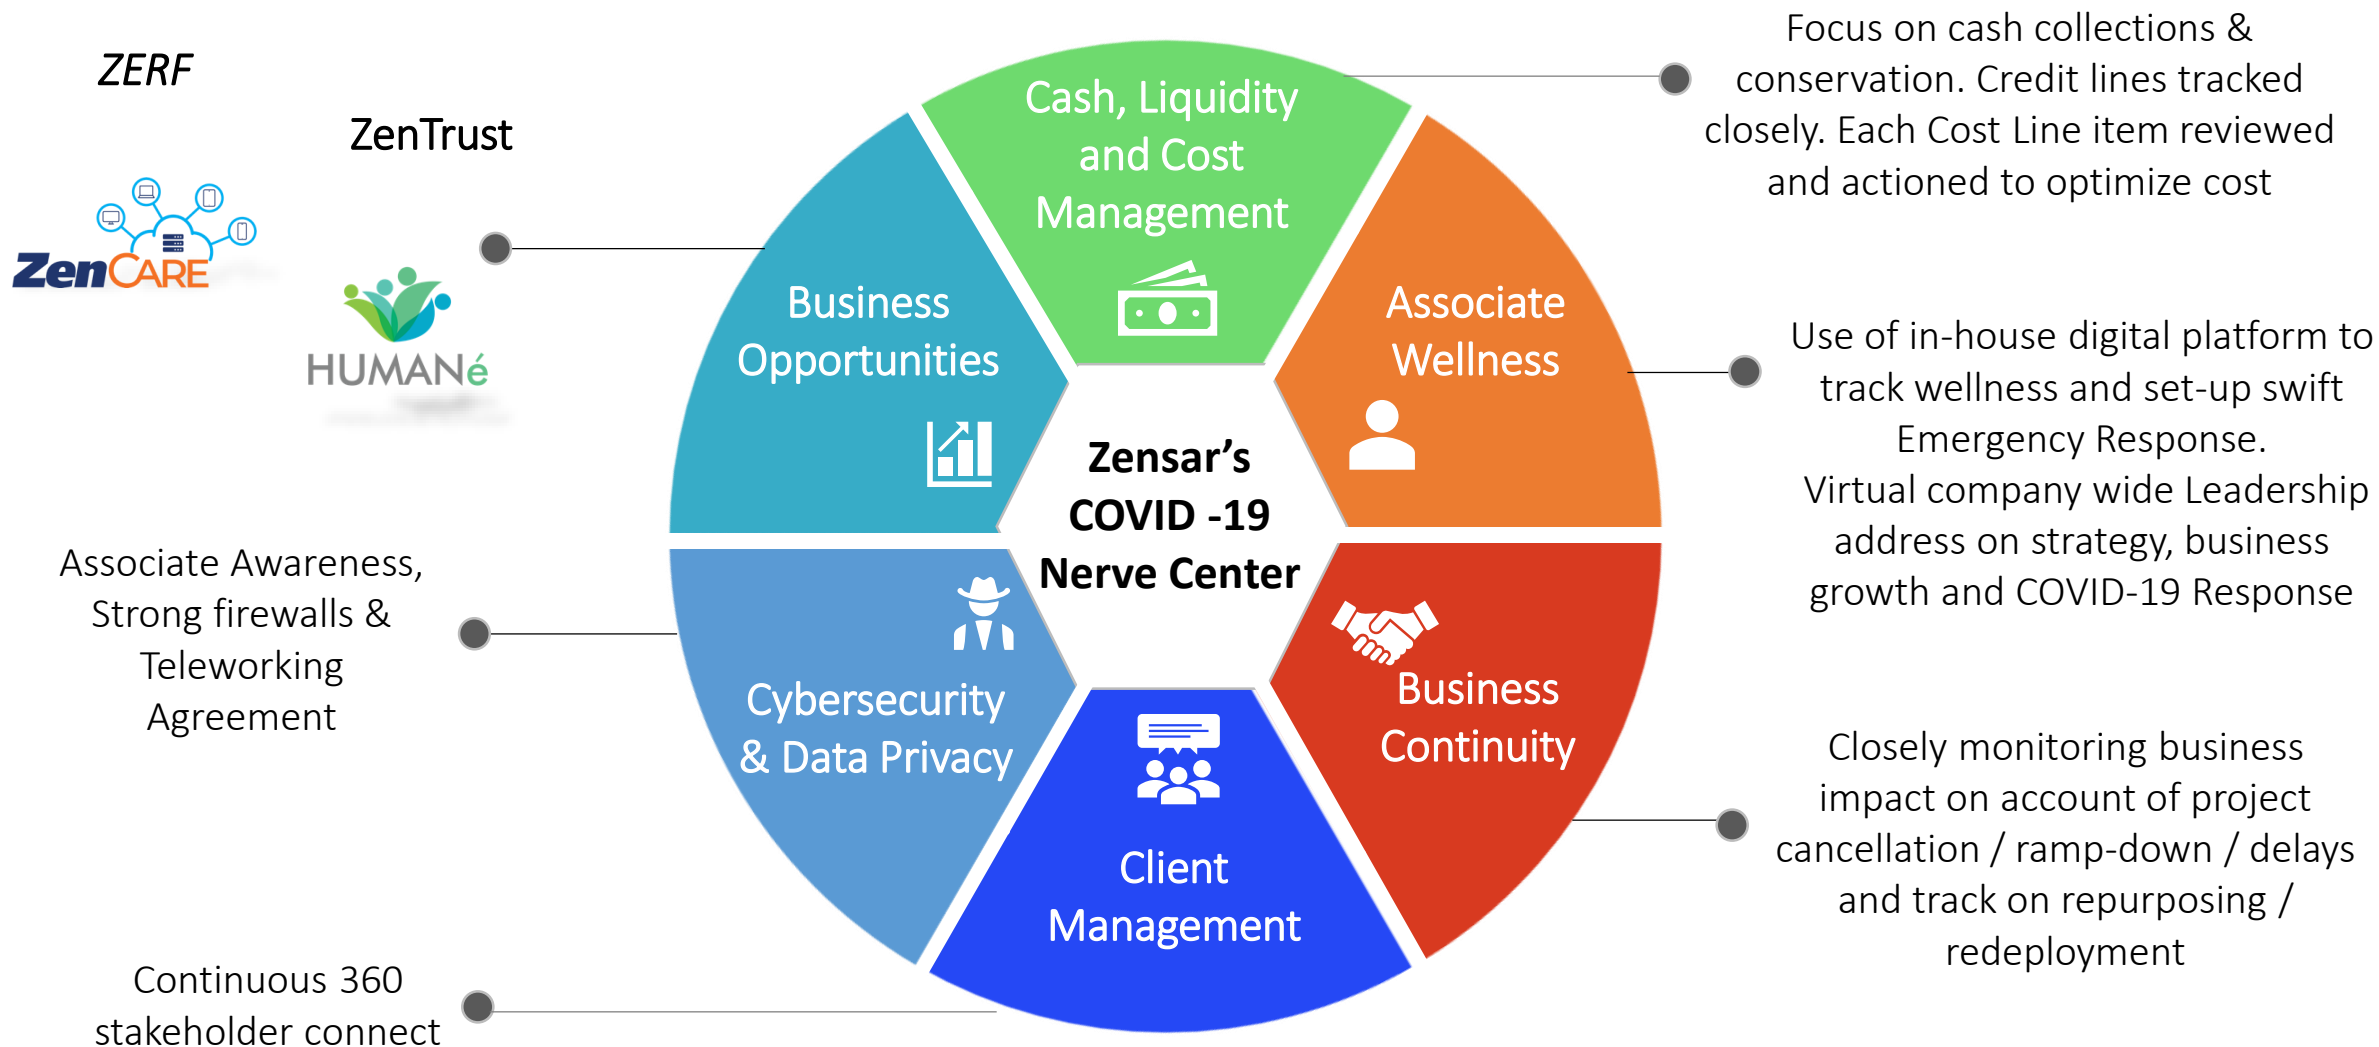 ZERF
ZenTrust
ZenCARE
HUMANé
Associate Awareness,
Strong firewalls &
Teleworking
Agreement
Continuous 360
stakeholder connect
Cash, Liquidity
and Cost
Management
Business
Opportunities
Associate
Wellness
Zensar’s
COVID -19
Nerve Center
Cybersecurity
& Data Privacy
Business
Continuity
Client
Management
Focus on cash collections &
conservation. Credit lines tracked
closely. Each Cost Line item reviewed
and actioned to optimize cost
Use of in-house digital platform to
track wellness and set-up swift
Emergency Response.
Virtual company wide Leadership
address on strategy, business
growth and COVID-19 Response
Closely monitoring business
impact on account of project
cancellation / ramp-down / delays
and track on repurposing /
redeployment